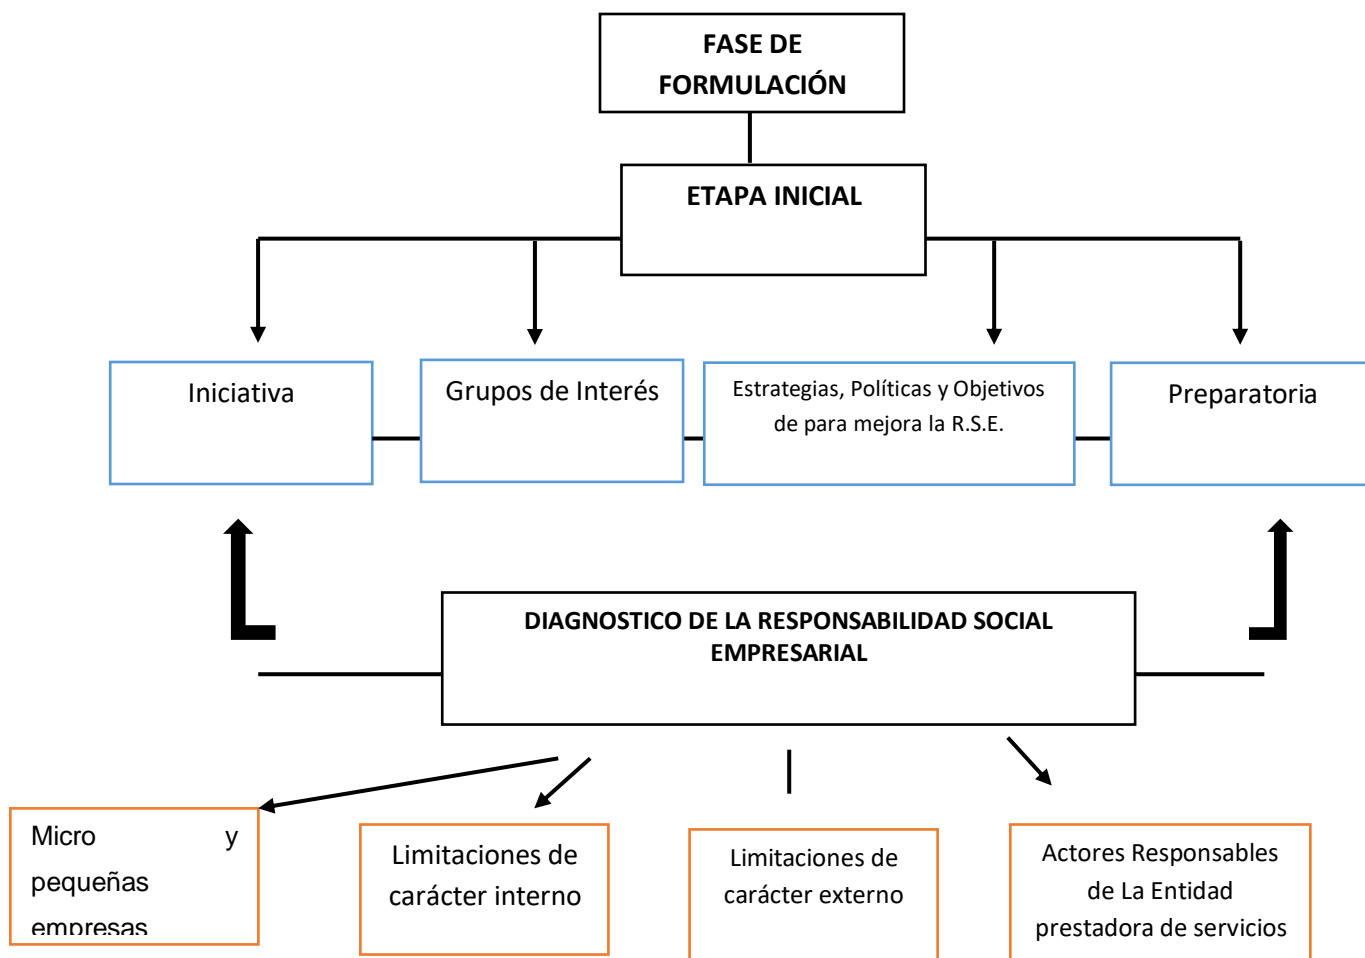 FASE DE
FORMULACIÓN
ETAPA INICIAL
Iniciativa
Grupos de Interés
Estrategias, Políticas y Objetivos
de para mejora la R.S.E.
Preparatoria
DIAGNOSTICO DE LA RESPONSABILIDAD SOCIAL
EMPRESARIAL
Micro y
pequeñas
empresas
Limitaciones de
carácter interno
Limitaciones de
carácter externo
Actores Responsables
de La Entidad
prestadora de servicios